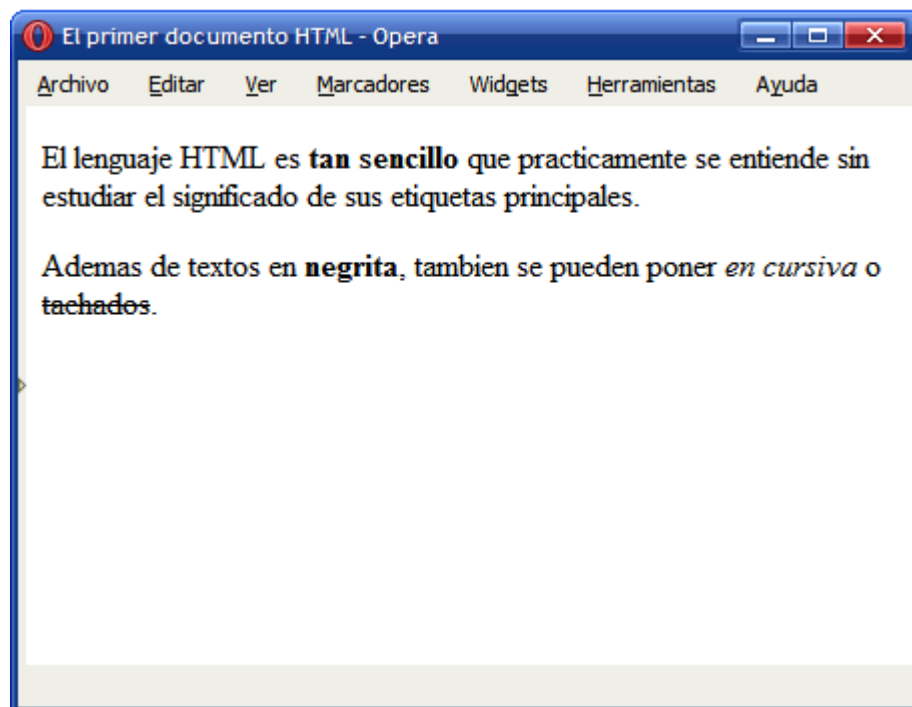 El primer documento HTML - Opera
Archivo Editar Ver Marcadores Widgets Herramientas Ayuda
El lenguaje HTML es tan sencillo que practicamente se entiende sin
estudiar el significado de sus etiquetas principales.
Ademas de textos en negrita, tambien se pueden poner en cursiva o
tachados.